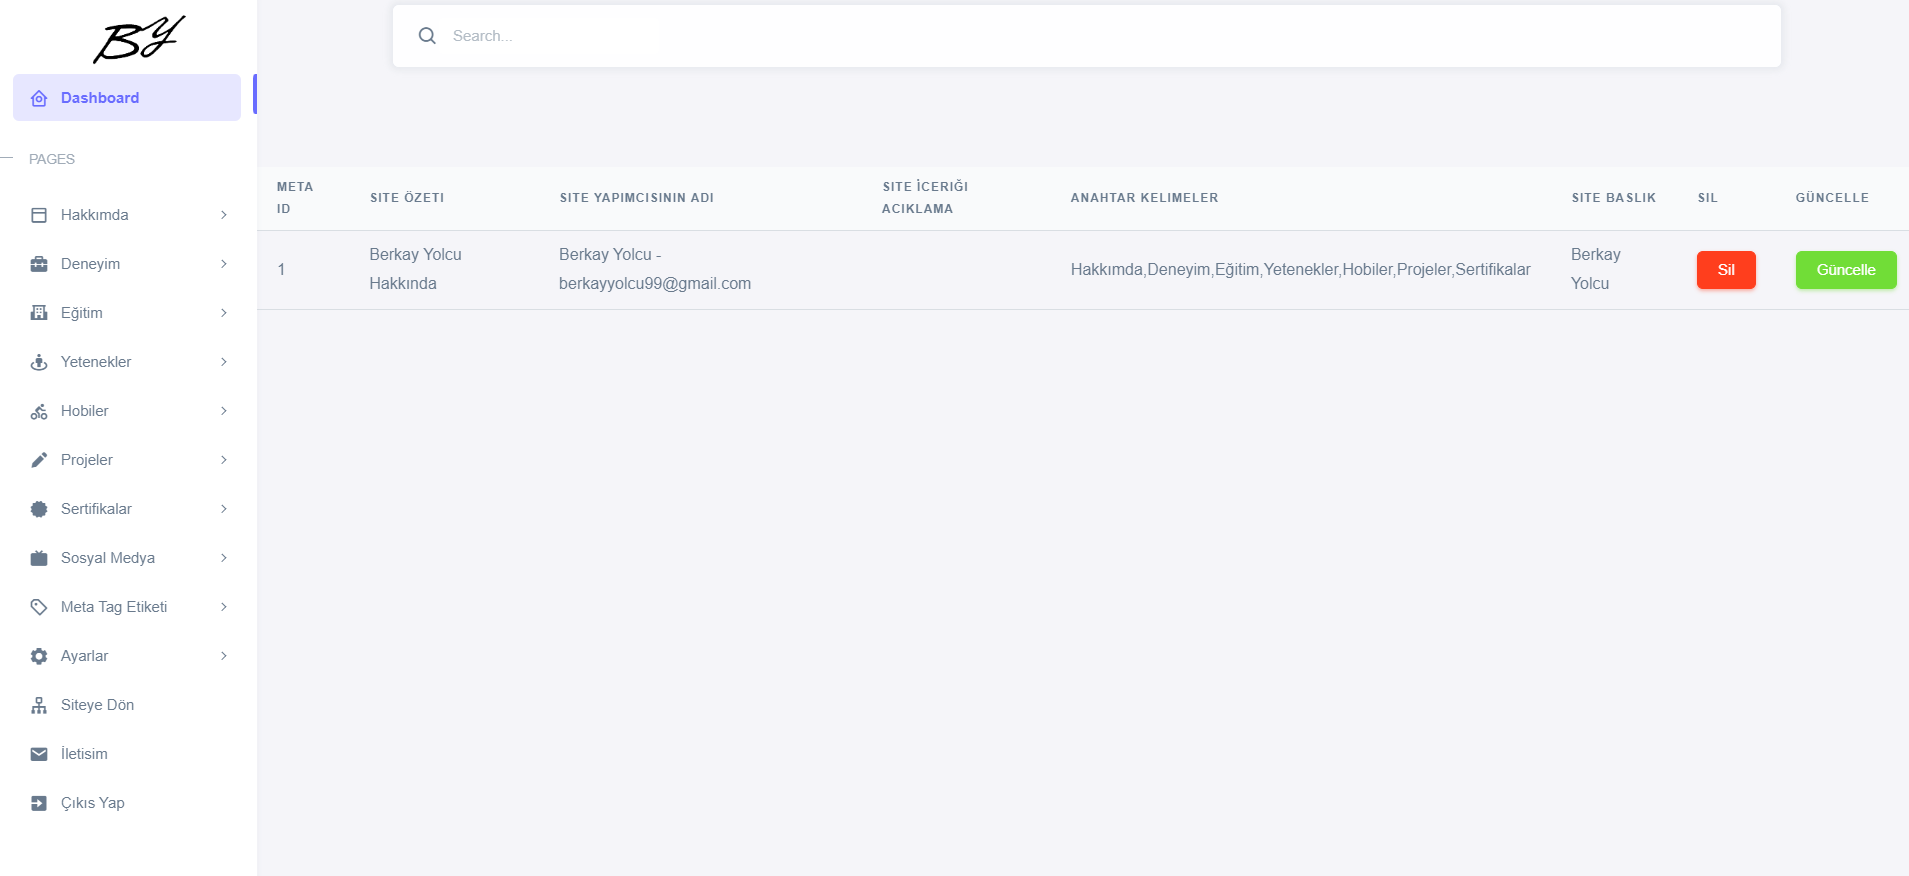 BY
Search...
Dashboard
PAGES
Hakkımda
Deneyim
Eğitim
Yetenekler
Hobiler
Projeler
Sertifikalar
Sosyal Medya
Meta Tag Etiketi
Ayarlar
Siteye Dön
İletisim
Çıkıs Yap
META ID
SITE ÖZETI
SITE YAPIMCISININ ADI
SITE İCERIĞI ACIKLAMA
ANAHTAR KELIMELER
SITE BASLIK
SIL
GÜNCELLE
1
Berkay Yolcu
Hakkında
Berkay Yolcu -
berkayyolcu99@gmail.com
Hakkımda,Deneyim,Eğitim,Yetenekler,Hobiler,Projeler,Sertifikalar
Berkay
Yolcu
Sil
Güncelle